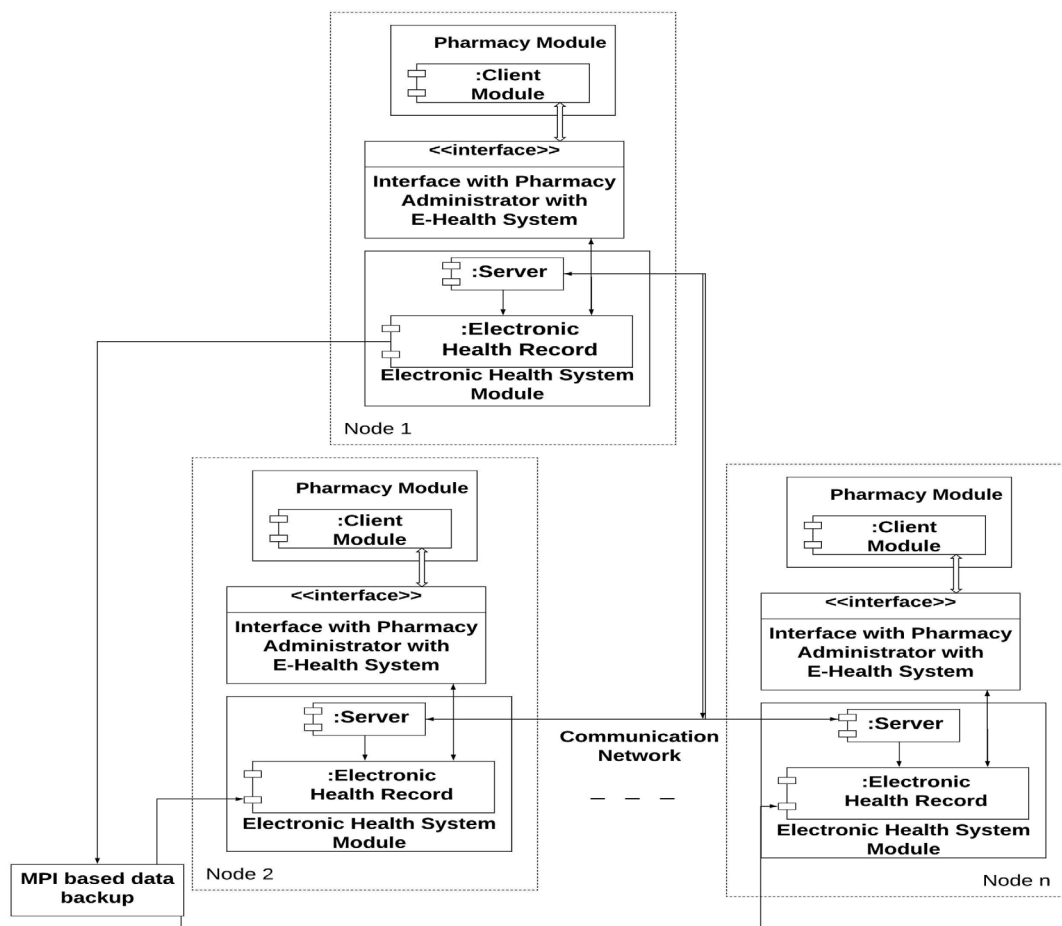 Pharmacy Module
:Client
Module
<<interface>>
Interface with Pharmacy
Administrator with
E-Health System
:Server
:Electronic
Health Record
Electronic Health System
Module
Node 1
Pharmacy Module
:Client
Module
<<interface>>
Interface with Pharmacy
Administrator with
E-Health System
:Server
:Electronic
Health Record
Electronic Health System
Module
Node 2
Communication
Network
Pharmacy Module
:Client
Module
<<interface>>
Interface with Pharmacy
Administrator with
E-Health System
:Server
:Electronic
Health Record
Electronic Health System
Module
Node n
MPI based data
backup